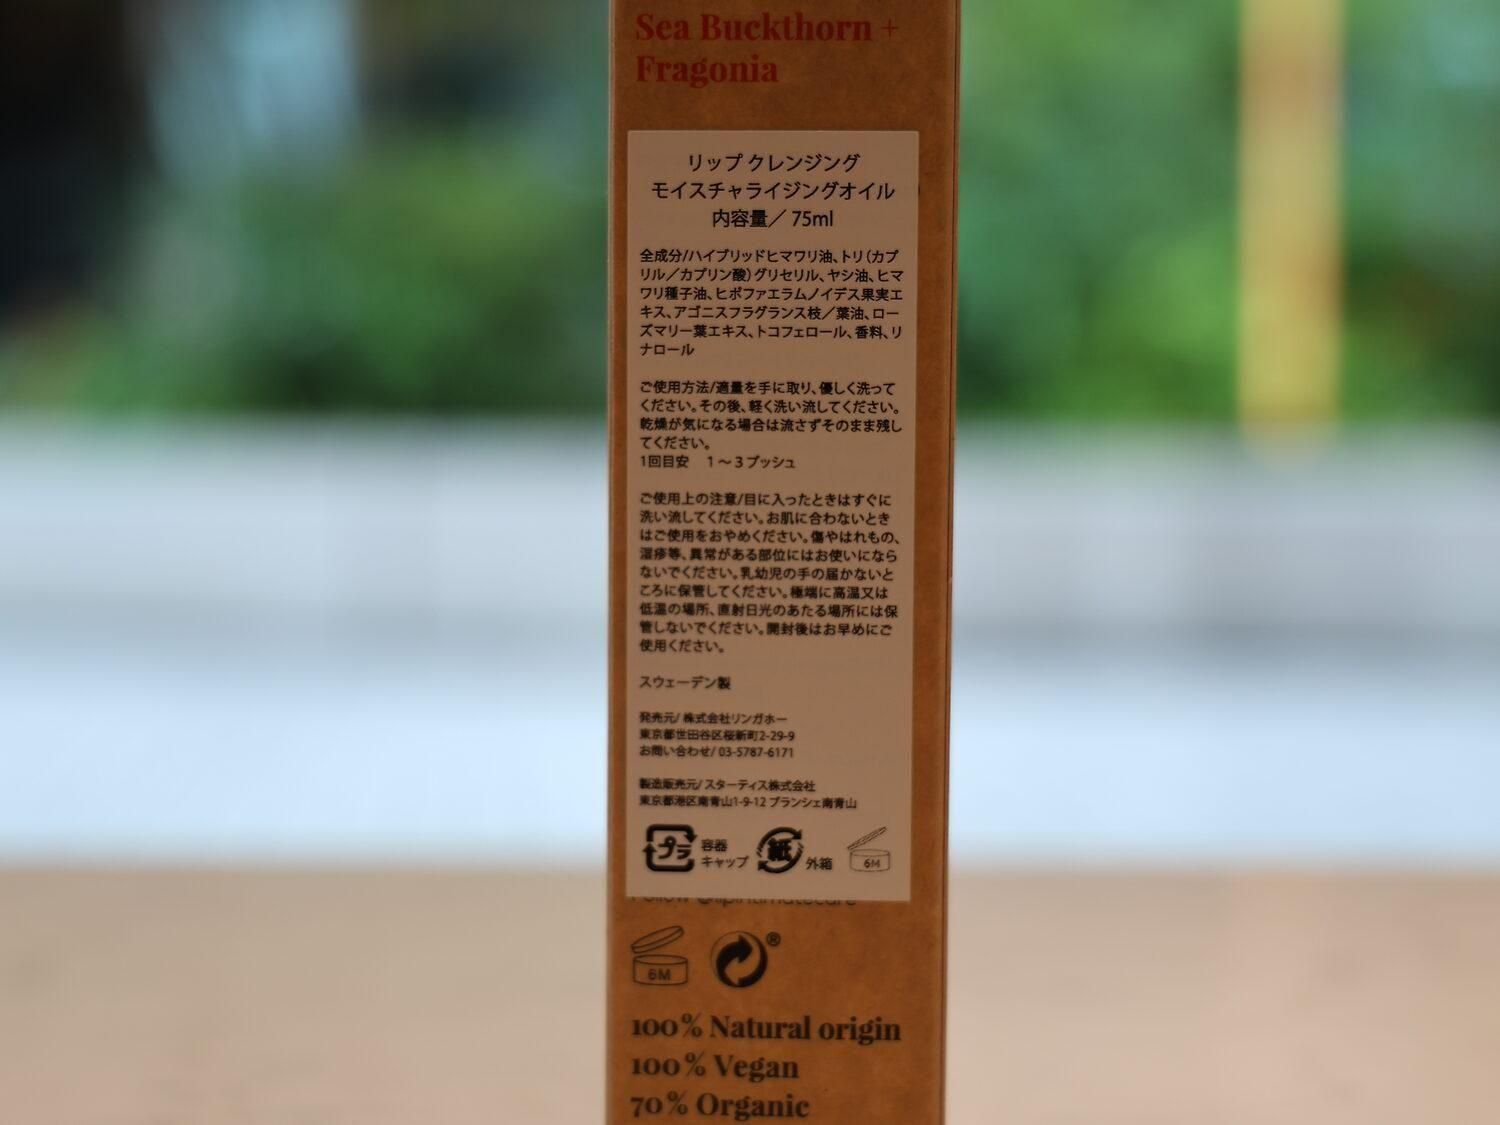 Sea Buckthorn +
Fragonia
リップ クレンジング
モイスチャライジングオイル
内容量／ 75ml
全成分/ハイブリッドヒマワリ油、トリ(カプ
リル／カプリン酸)グリセリル、ヤシ油、ヒマ
ワリ種子油、ヒポファエラムノイデス果実エ
キス、アゴニスフラグランス枝／葉油、ロー
ズマリー葉エキス、トコフェロール、香料、リ
ナロール
ご使用方法/適量を手に取り、優しく洗って
ください。その後、軽く洗い流してください。
乾燥が気になる場合は流さずそのまま残し
てください。
1回目安 1～3プッシュ
ご使用上の注意/目に入ったときはすぐに
洗い流してください。お肌に合わないとき
はご使用をおやめください。傷やはれもの、
湿疹等、異常がある部位にはお使いになら
ないでください。乳幼児の手の届かないと
ころに保管してください。極端に高温又は
低温の場所、直射日光のあたる場所には保
管しないでください。開封後はお早めにご
使用ください。
スウェーデン製
発売元/ 株式会社リンガホー
東京都世田谷区桜新町2-29-9
お問い合わせ/ 03-5787-6171
製造販売元/ スターティス株式会社
東京都港区南青山1-9-12 ブランシェ南青山
プラ 容器
キャップ 紙 外箱 6M
6M ®
100% Natural origin
100% Vegan
70% Organic